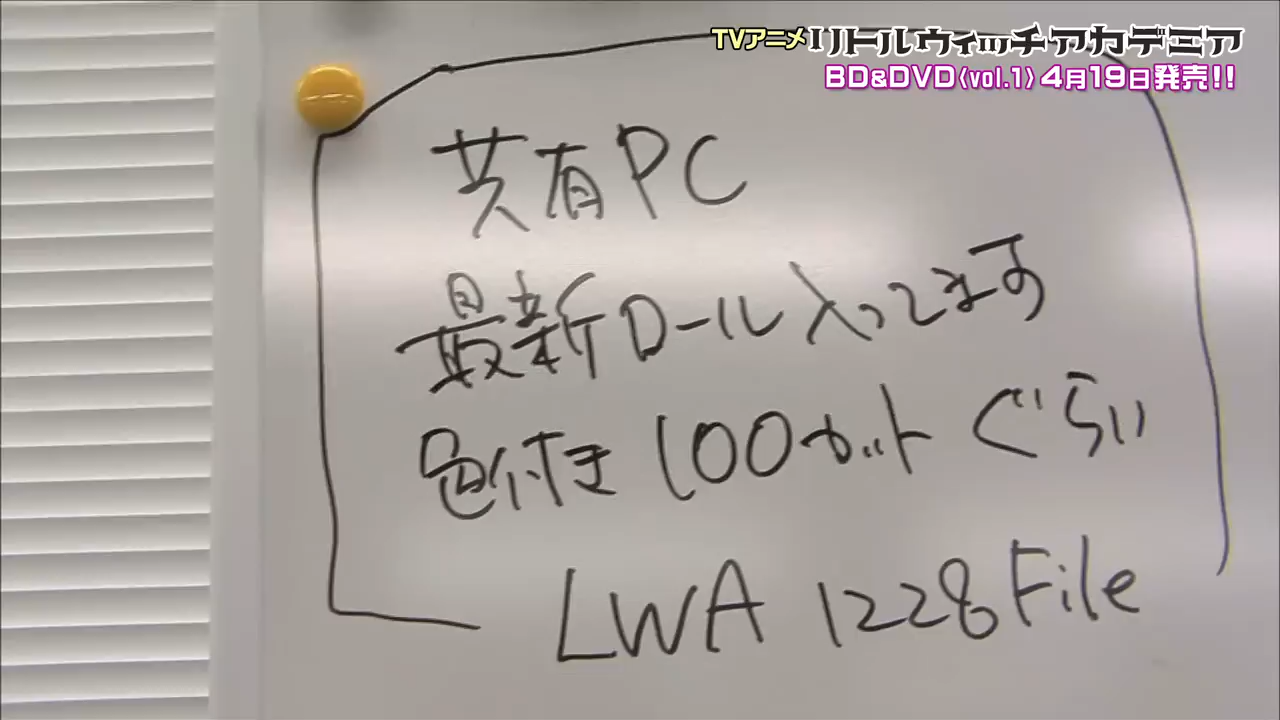 TVアニメ リトルウィッチアカデミア
BD&DVD〈vol.1〉4月19日発売!!
共有PC
最新ロール入ってます
色付き100カットぐらい
LWA 1228 File